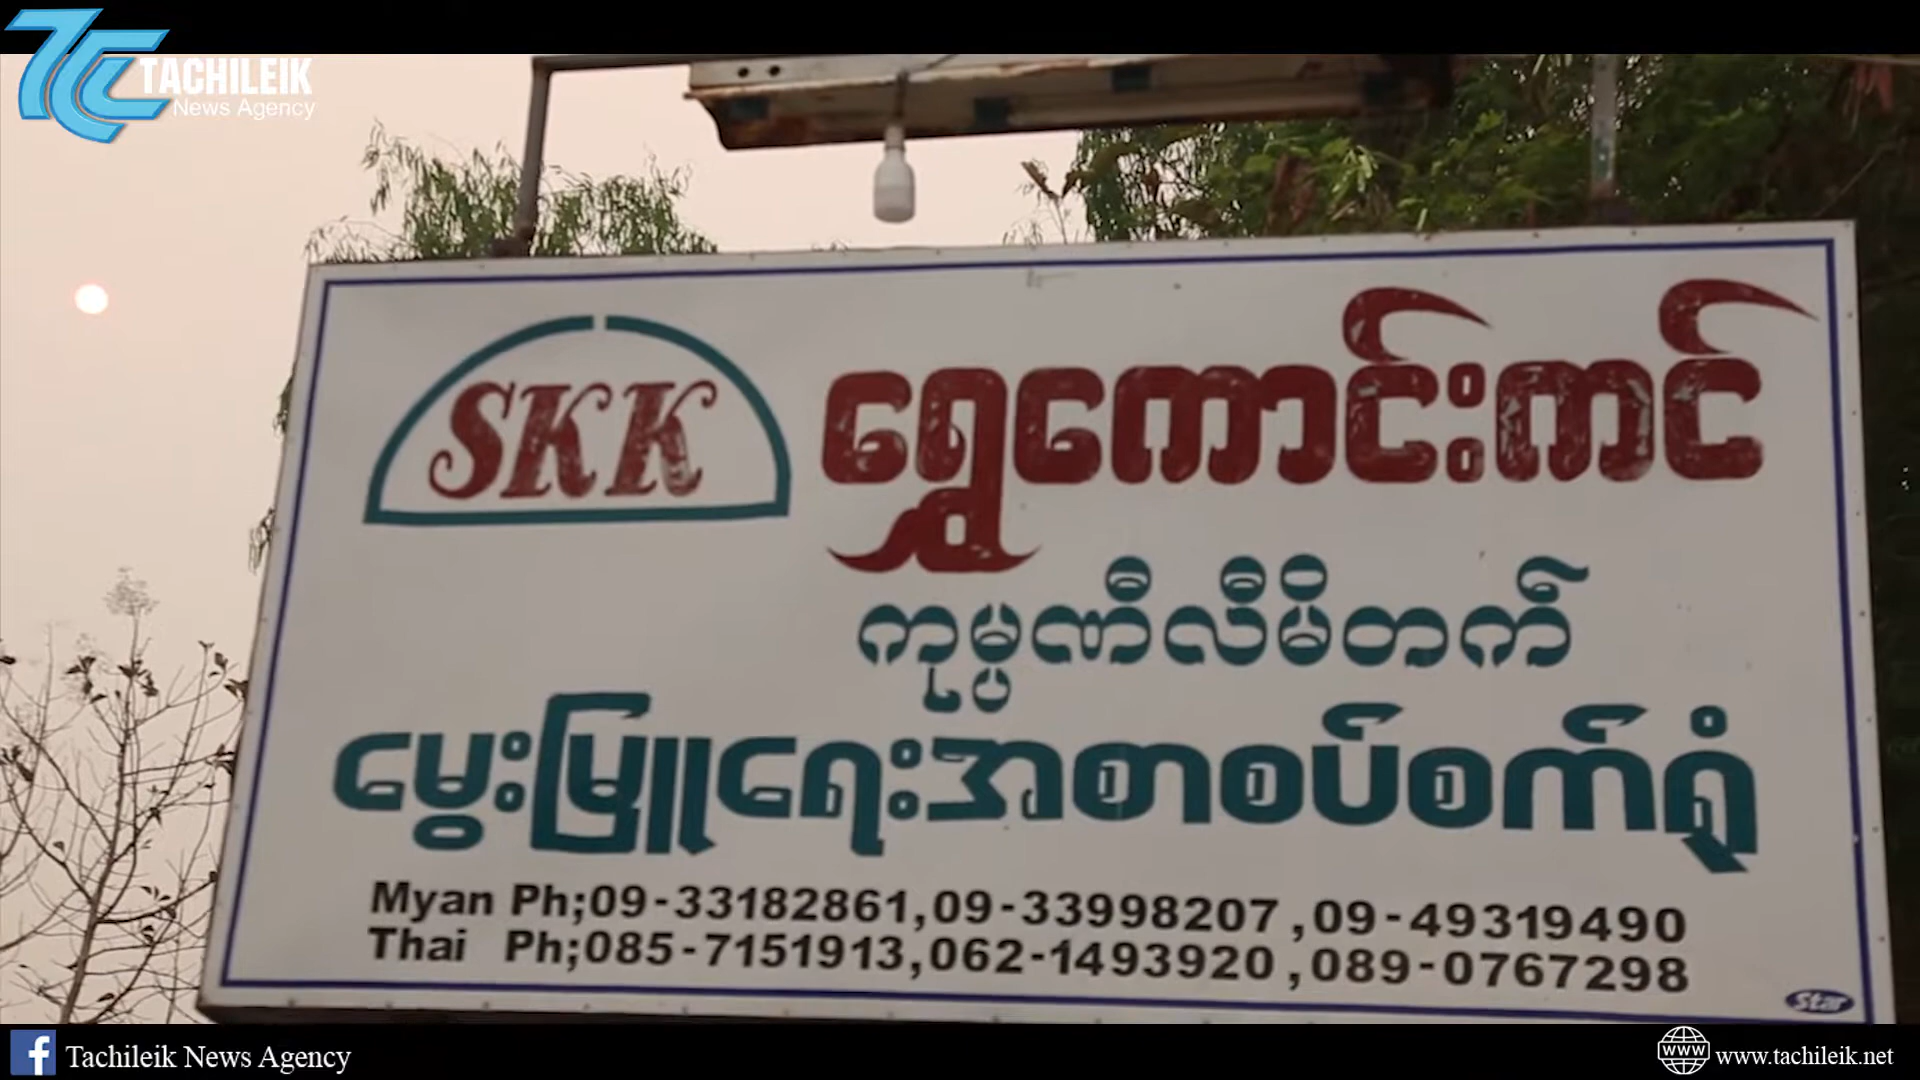 TACHILEIK
News Agency
SKK
ရွှေကောင်းကင်
ကုမ္ပဏီလီမိတက်
မွေးမြူရေးအစာစပ်စက်ရုံ
Myan Ph;09-33182861,09-33998207,09-49319490
Thai Ph;085-7151913,062-1493920,089-0767298
Star
Tachileik News Agency
www.tachileik.net